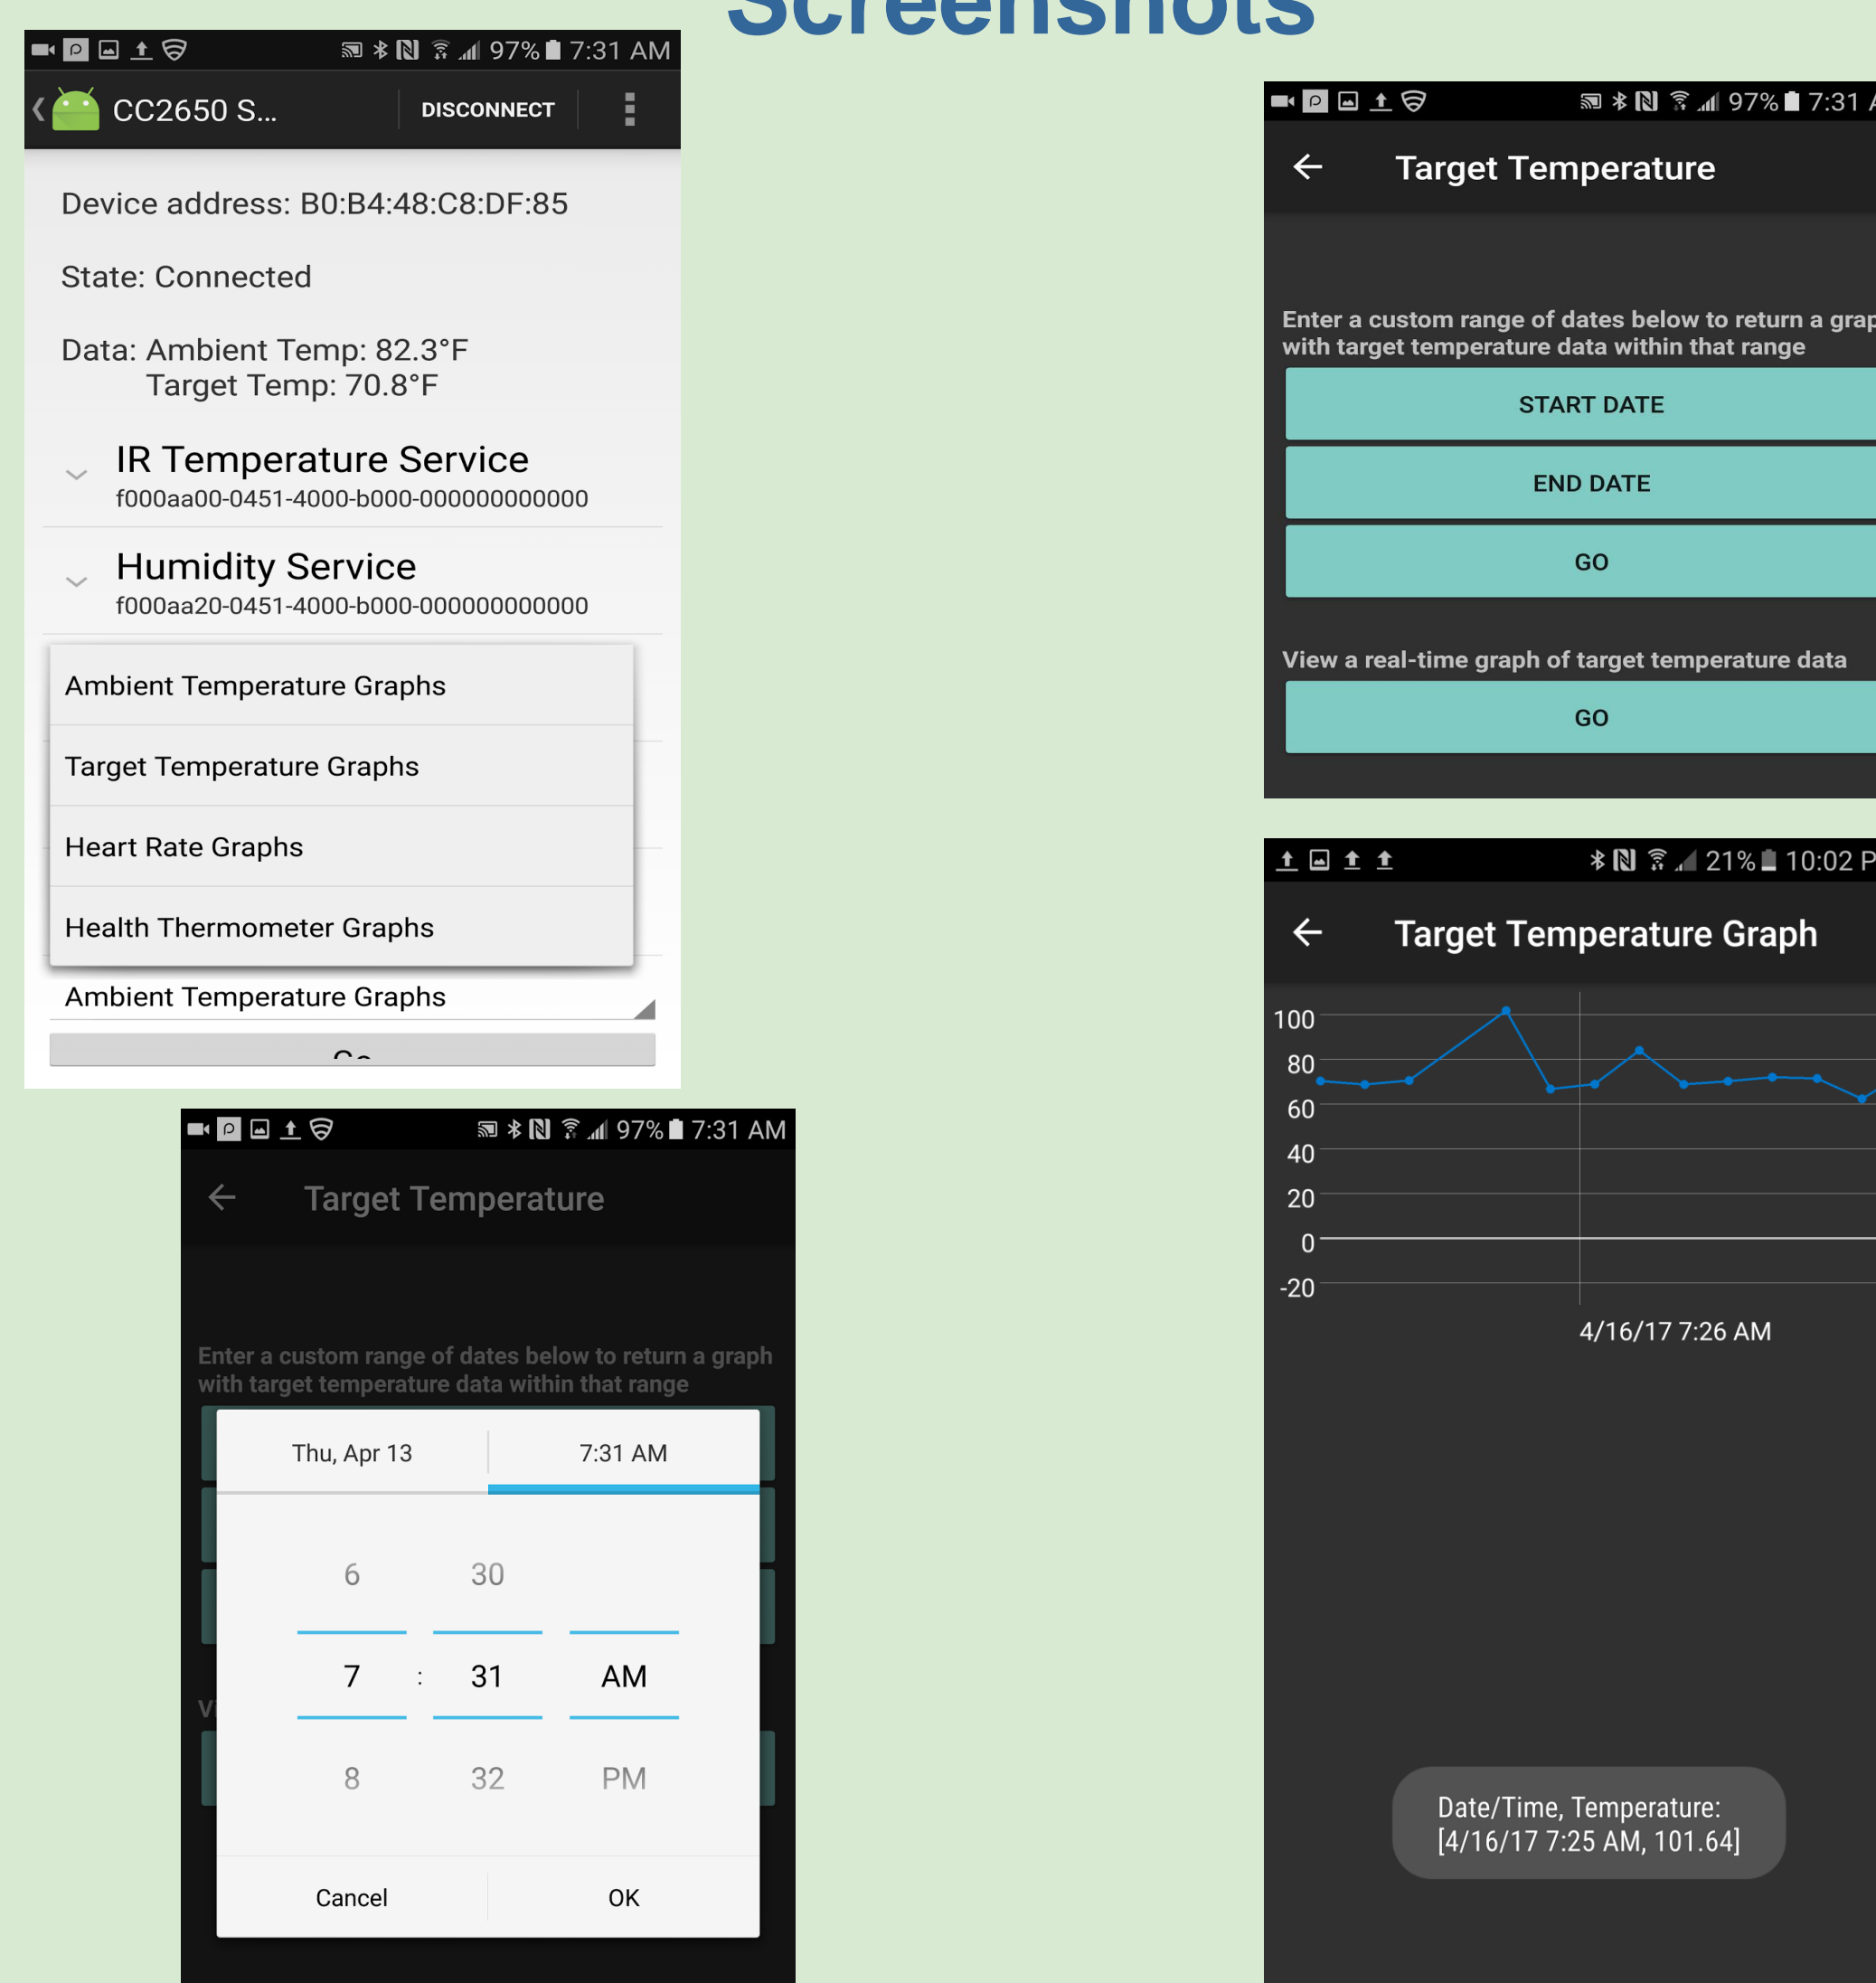 Screenshots
97% 7:31 AM
CC2650 S...
DISCONNECT
Device address: B0:B4:48:C8:DF:85
State: Connected
Data: Ambient Temp: 82.3°F
Target Temp: 70.8°F
IR Temperature Service
f000aa00-0451-4000-b000-000000000000
Humidity Service
f000aa20-0451-4000-b000-000000000000
Ambient Temperature Graphs
Target Temperature Graphs
Heart Rate Graphs
Health Thermometer Graphs
Ambient Temperature Graphs
Go
97% 7:31 AM
Target Temperature
Enter a custom range of dates below to return a graph
with target temperature data within that range
Thu, Apr 13
7:31 AM
6 30
7 : 31 AM
8 32 PM
Cancel
OK
97% 7:31
Target Temperature
Enter a custom range of dates below to return a grap
with target temperature data within that range
START DATE
END DATE
GO
View a real-time graph of target temperature data
GO
21% 10:02 P
Target Temperature Graph
100
80
60
40
20
0
-20
4/16/17 7:26 AM
Date/Time, Temperature:
[4/16/17 7:25 AM, 101.64]